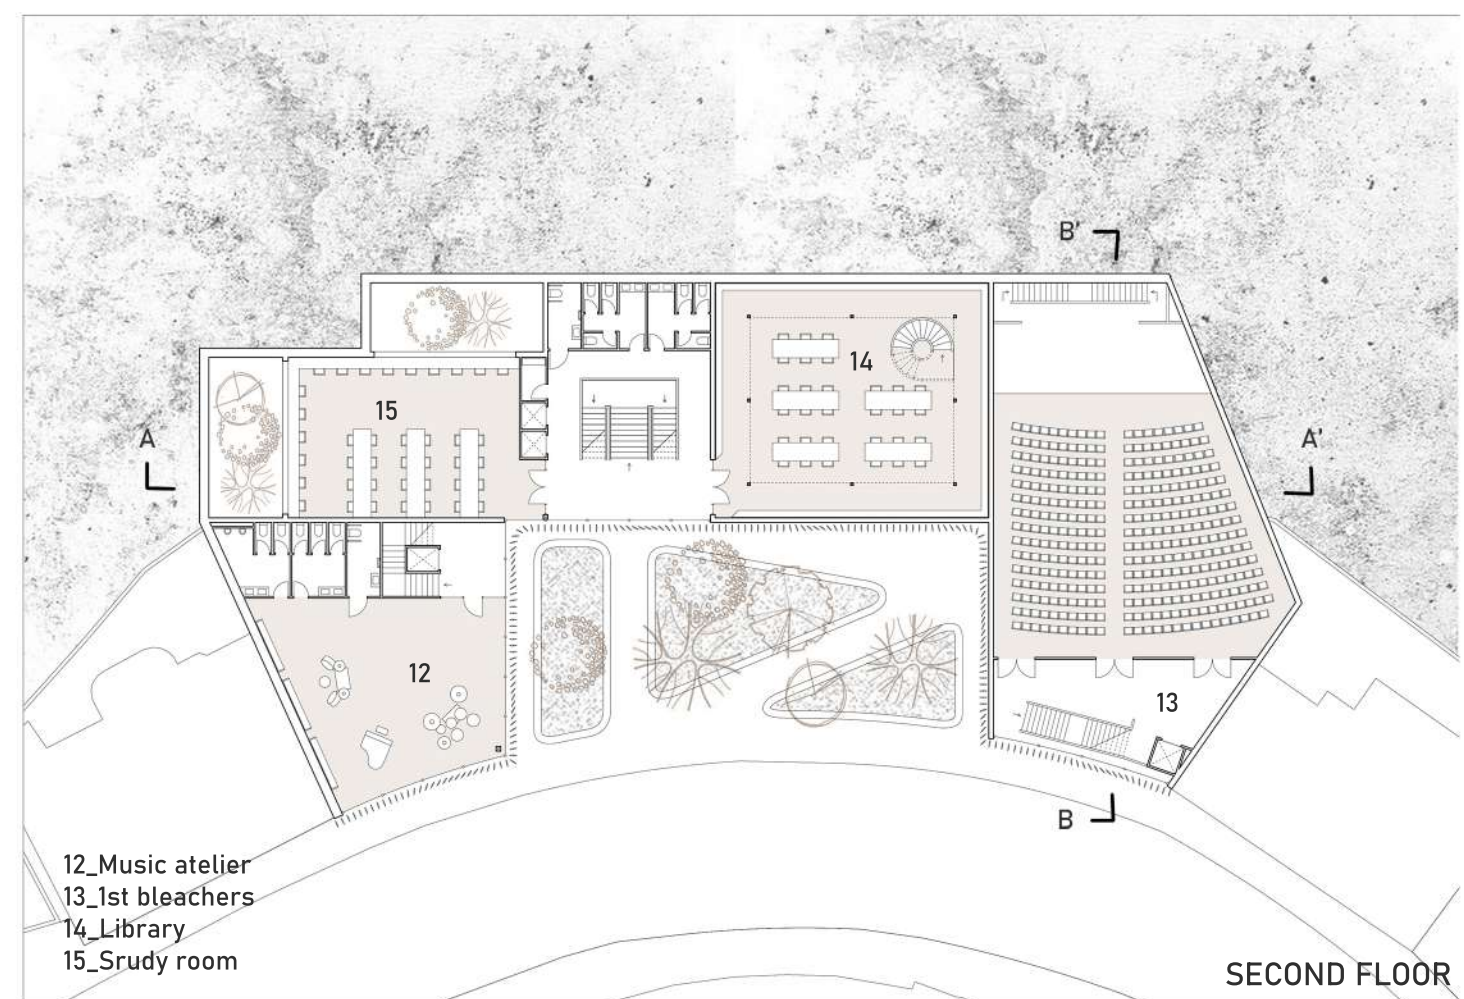 B'
14
15
A
A'
12
13
B
12_Music atelier
13_1st bleachers
14_Library
15_Srudy room
SECOND FLOOR